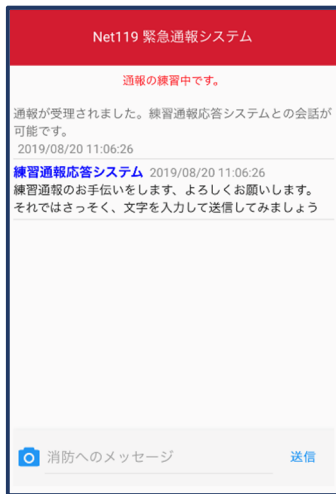 Net119 緊急通報システム
通報の練習中です。
通報が受理されました。練習通報応答システムとの会話が
可能です。
2019/08/20 11:06:26
練習通報応答システム 2019/08/20 11:06:26
練習通報のお手伝いをします、よろしくお願いします。
それではさっそく、文字を入力して送信してみましょう
消防へのメッセージ 送信